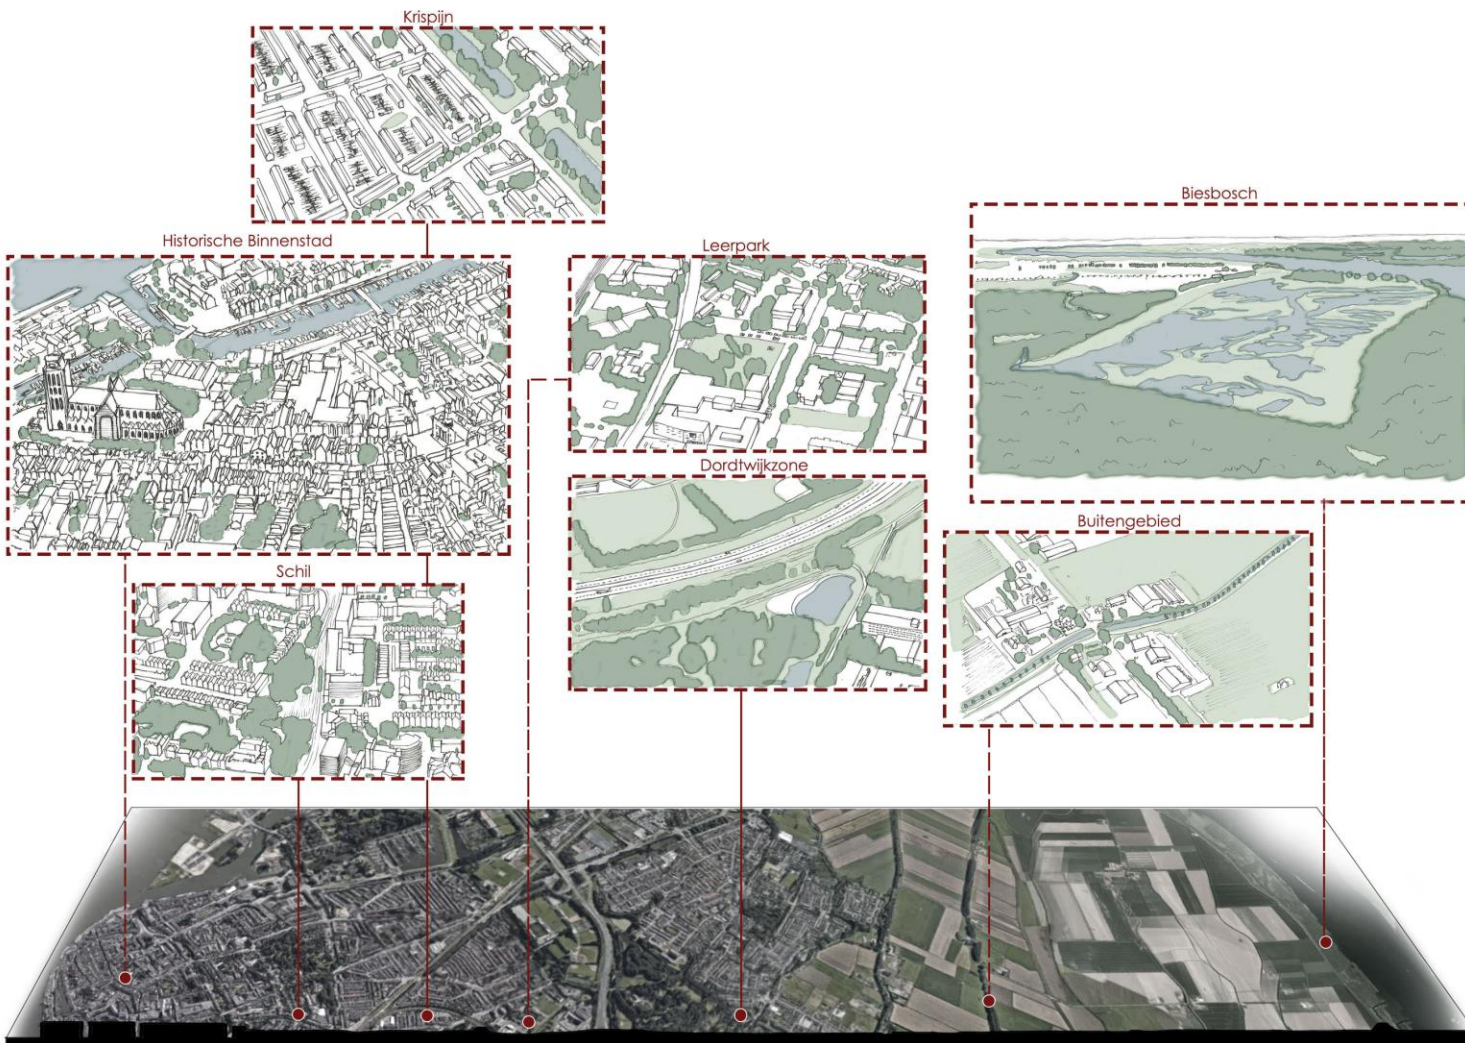 Krispijn
Historische Binnenstad
Leerpark
Biesbosch
Dordtwijkzone
Buitengebied
Schil